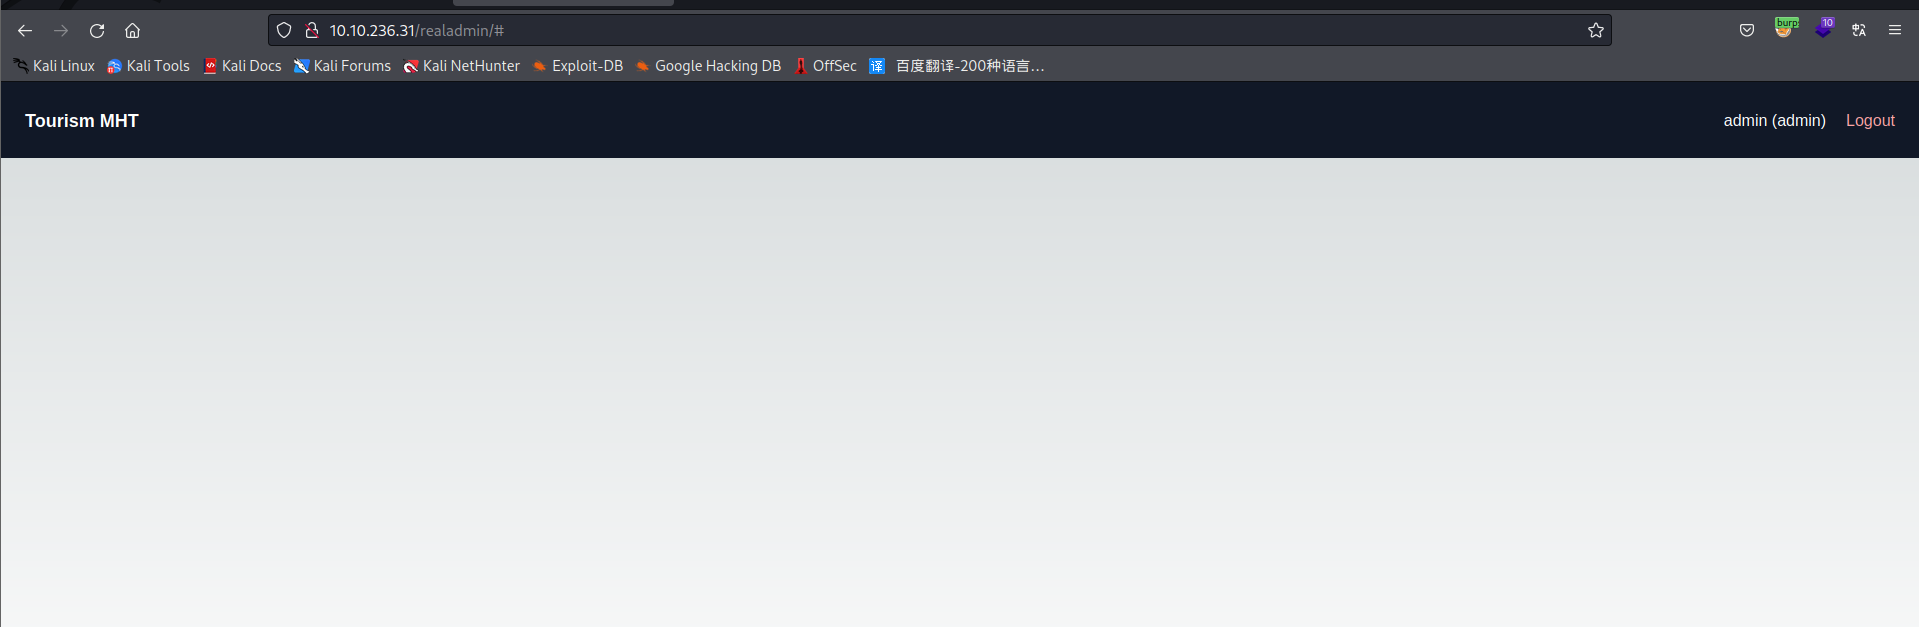 10.10.236.31/realadmin/#
burp
10
Kali Linux Kali Tools Kali Docs Kali Forums Kali NetHunter Exploit-DB Google Hacking DB OffSec 译 百度翻译-200种语言…
Tourism MHT admin (admin) Logout